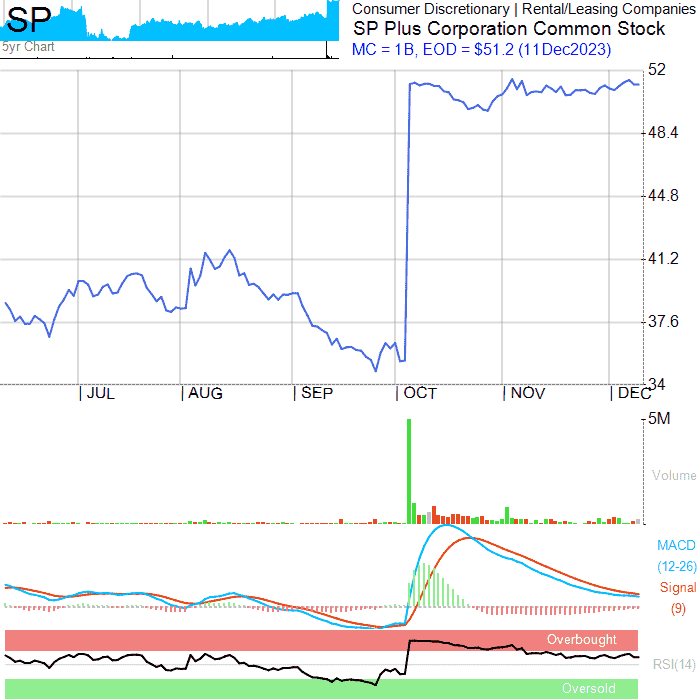 SP
5yr Chart
Consumer Discretionary | Rental/Leasing Companies
SP Plus Corporation Common Stock
MC = 1B, EOD = $51.2 (11Dec2023)
52
48.4
44.8
41.2
37.6
34
JUL
AUG
SEP
OCT
NOV
DEC
5M
Volume
MACD
(12-26)
Signal
(9)
Overbought
RSI(14)
Oversold